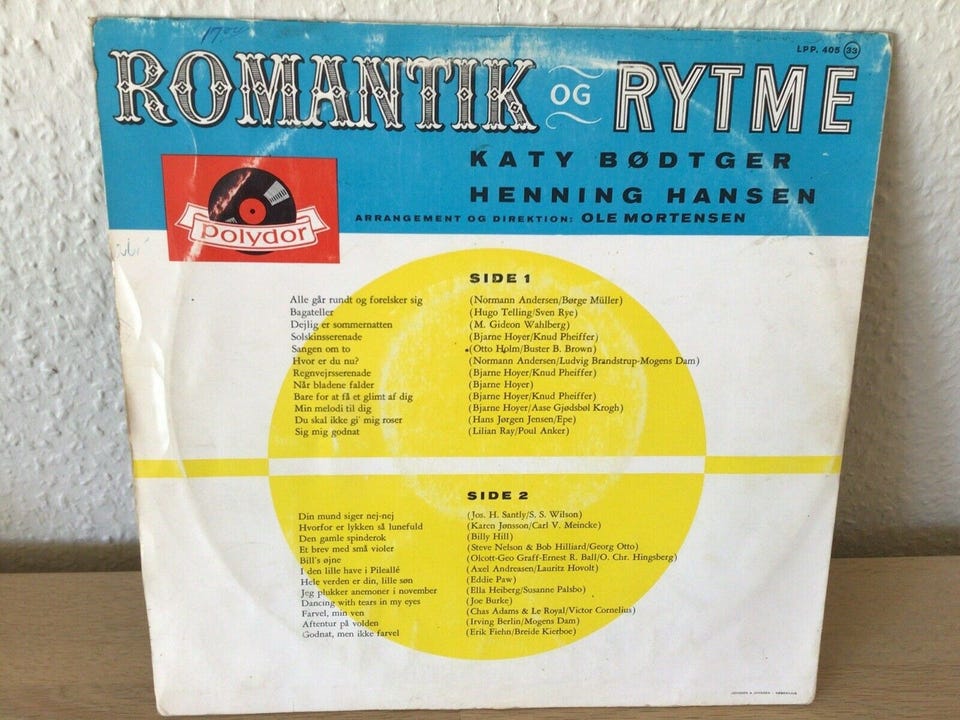 17.00
LPP. 405 33
ROMANTIK OG RYTME
KATY BØDTGER
HENNING HANSEN
ARRANGEMENT OG DIREKTION: OLE MORTENSEN
polydor
SIDE 1
Alle går rundt og forelsker sig (Normann Andersen/Børge Müller)
Bagateller (Hugo Telling/Sven Rye)
Dejlig er sommernatten (M. Gideon Wahlberg)
Solskinsserenade (Bjarne Hoyer/Knud Pheiffer)
Sangen om to (Otto Holm/Buster B. Brown)
Hvor er du nu? (Normann Andersen/Ludvig Brandstrup-Mogens Dam)
Regnvejrsserenade (Bjarne Hoyer/Knud Pheiffer)
Når bladene falder (Bjarne Hoyer)
Bare for at få et glimt af dig (Bjarne Hoyer/Knud Pheiffer)
Min melodi til dig (Bjarne Hoyer/Aase Gjødsbøl Krogh)
Du skal ikke gi' mig roser (Hans Jørgen Jensen/Epe)
Sig mig godnat (Lilian Ray/Poul Anker)
SIDE 2
Din mund siger nej-nej (Jos. H. Santly/S. S. Wilson)
Hvorfor er lykken så lunefuld (Karen Jønsson/Carl V. Meincke)
Den gamle spinderok (Billy Hill)
Et brev med små violer (Steve Nelson & Bob Hilliard/Georg Otto)
Bill's øjne (Olcott-Geo Graff-Ernest R. Ball/O. Chr. Hingsberg)
I den lille have i Pileallé (Axel Andreasen/Lauritz Hovolt)
Hele verden er din, lille søn (Eddie Paw)
Jeg plukker anemoner i november (Ella Heiberg/Susanne Palsbo)
Dancing with tears in my eyes (Joe Burke)
Farvel, min ven (Chas Adams & Le Royal/Victor Cornelius)
Aftentur på volden (Irving Berlin/Mogens Dam)
Godnat, men ikke farvel (Erik Fiehn/Breide Kierboe)